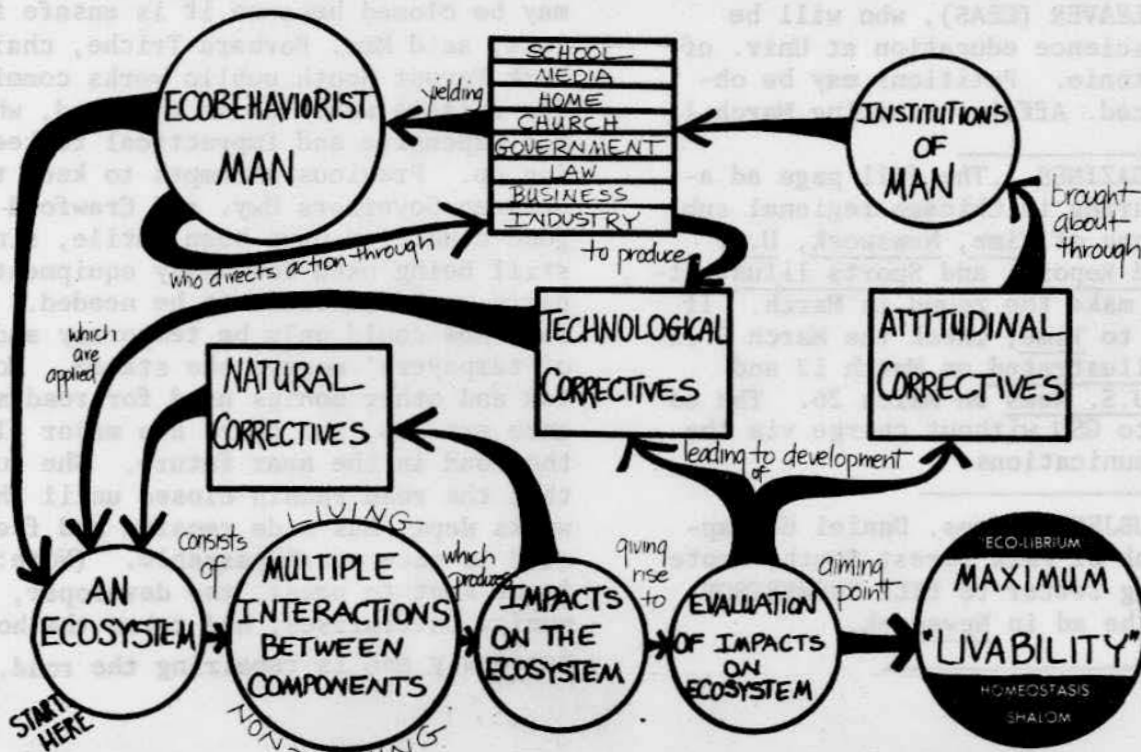 ECOBEHAVIORIST
MAN
yielding
SCHOOL
MEDIA
HOME
CHURCH
GOVERNMENT
LAW
BUSINESS
INDUSTRY
INSTITUTIONS
OF
MAN
who directs action through
to produce
brought
about
through
which
are
applied
NATURAL
CORRECTIVES
TECHNOLOGICAL
CORRECTIVES
ATTITUDINAL
CORRECTIVES
leading to development
of
START
HERE
AN
ECOSYSTEM
consists
of
LIVING
MULTIPLE
INTERACTIONS
BETWEEN
COMPONENTS
which
produce
IMPACTS
ON THE
ECOSYSTEM
giving
rise
to
EVALUATION
OF IMPACTS
ON
ECOSYSTEM
aiming
point
ECO-LIBRIUM
MAXIMUM
"LIVABILITY"
HOMEOSTASIS
SHALOM